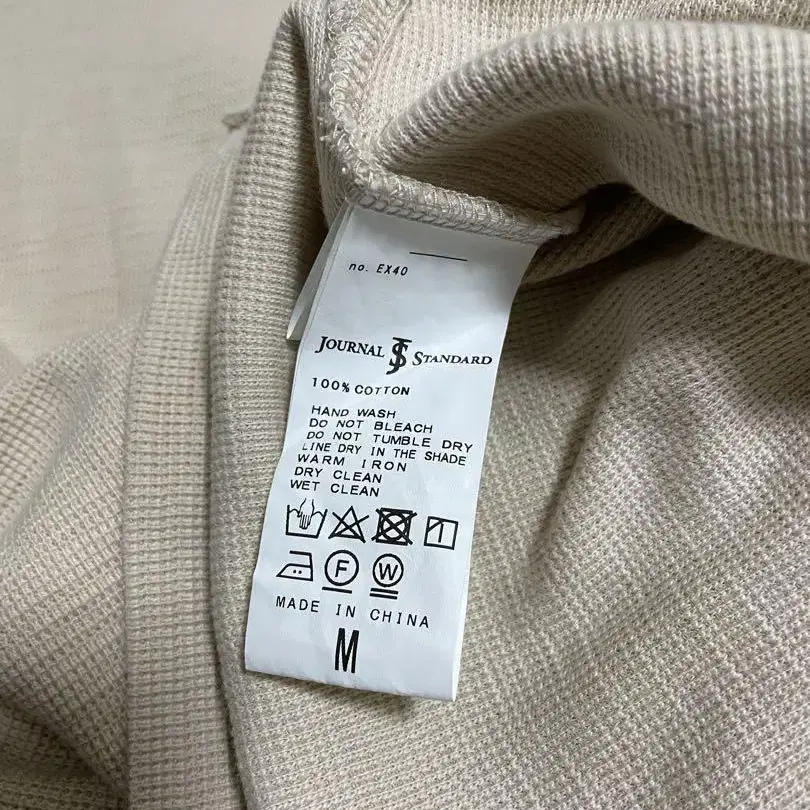 no. EX40
JOURNAL JS STANDARD
100% COTTON
HAND WASH
DO NOT BLEACH
DO NOT TUMBLE DRY
LINE DRY IN THE SHADE
WARM IRON
DRY CLEAN
WET CLEAN
F W
MADE IN CHINA
M